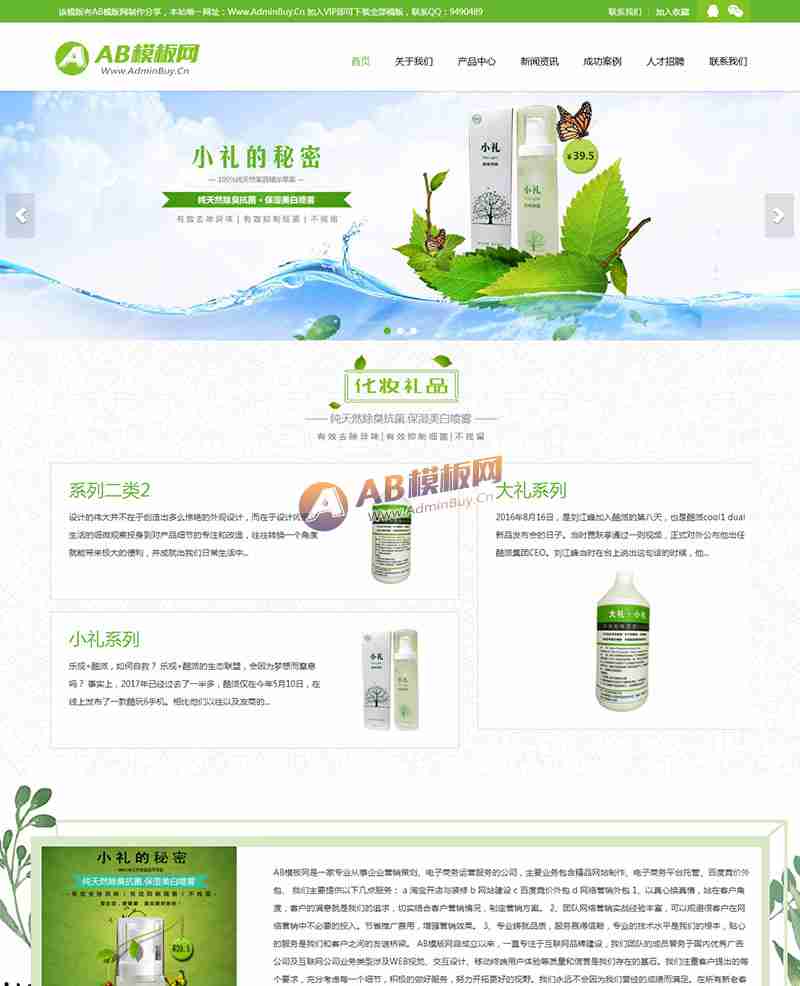 该模版有AB模板网制作分享，本站唯一网址：Www.AdminBuy.Cn 加入VIP即可下载全部模板，联系QQ：9490489
联系我们 | 加入收藏
AB模板网
Www.AdminBuy.Cn
首页 关于我们 产品中心 新闻资讯 成功案例 人才招聘 联系我们
小礼的秘密
纯天然除臭抗菌·保湿美白喷雾
有效去除异味|有效抑制细菌|不残留
小礼
小礼
¥39.5
化妆礼品
纯天然除臭抗菌.保湿美白喷雾
有效去除异味|有效抑制细菌|不残留
系列二类2
设计的伟大并不在于创造出多么惊艳的外观设计，而在于设计
生活的细微观察投身到对产品细节的专注和改造，往往转换一个角度
就能带来极大的便利，并成就出我们日常生活中...
AB模板网
www.AdminBuy.Cn
大礼系列
2016年8月16日，是刘江峰加入酷派的第八天，也是酷派cool1 dual
新品发布会的日子。当时贾跃亭通过一则视频，正式对外公布他出任
酷派集团CEO。刘江峰当时在台上说出这句话的时候，他...
大礼·小礼
小礼系列
乐视+酷派，如何自救？ 乐视+酷派的生态联盟，会因为梦想而窒息
吗？ 事实上，2017年已经过去了一半多，酷派仅在今年5月10日，在
线上发布了一款酷玩6手机。相比他们以往以及友商的...
小礼
小礼
小礼的秘密
纯天然除臭抗菌.保湿美白喷雾
¥39.5
AB模板网是一家专业从事企业营销策划、电子商务运营服务的公司，主要业务包含精品网站制作、电子商务平台托管、百度竞价外
包、 我们主要提供以下几点服务： a 淘宝开店与装修 b 网站建设 c 百度竞价外包 d 网络营销外包 1、以真心换真情，站在客户角
度，客户的满意就是我们的追求，切实结合客户营销情况，制定营销方案。 2、团队网络营销实战经验丰富，可以规避很客户在网
络营销中不必要的投入。节省推广费用，增强营销效果。 3、专业铸就品质，服务赢得信赖，专业的技术水平是我们的根本，贴心
的服务是我们和客户之间的友谊桥梁。 AB模板网自成立以来，一直专注于互联网品牌建设，我们团队的成员曾务于国内优秀广告
公司及互联网公司业务类型涉及WEB视觉、交互设计、移动终端用户体验等质量和信誉是我们存在的基石。我们注重客户提出的每
个要求，充分考虑每一个细节，积极的做好服务，努力开拓更好的视野。我们永远不会因为我们曾经的成绩而满足。在所有新老客